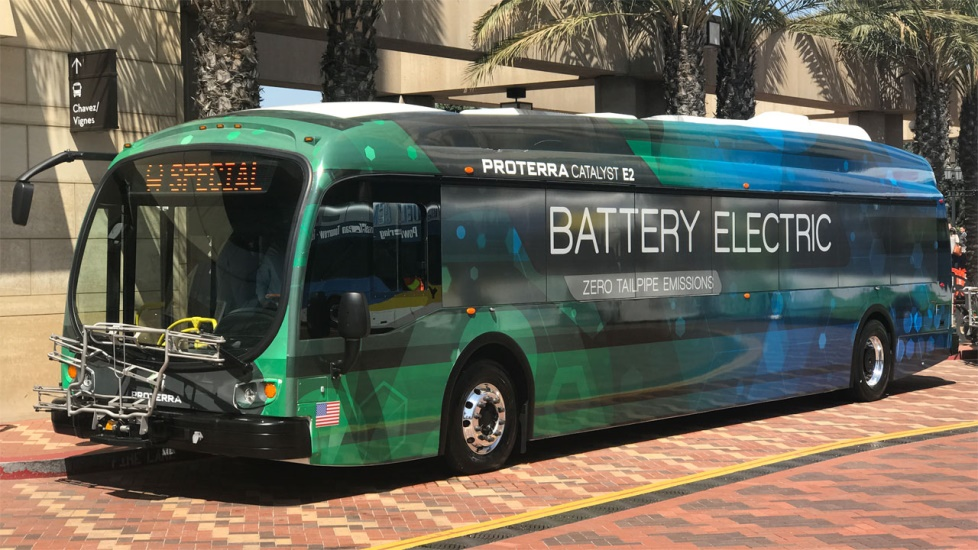 Chavez/
Vignes
W SPECIAL
PROTERRA CATALYST E2
BATTERY ELECTRIC
ZERO TAILPIPE EMISSIONS
PROTERRA